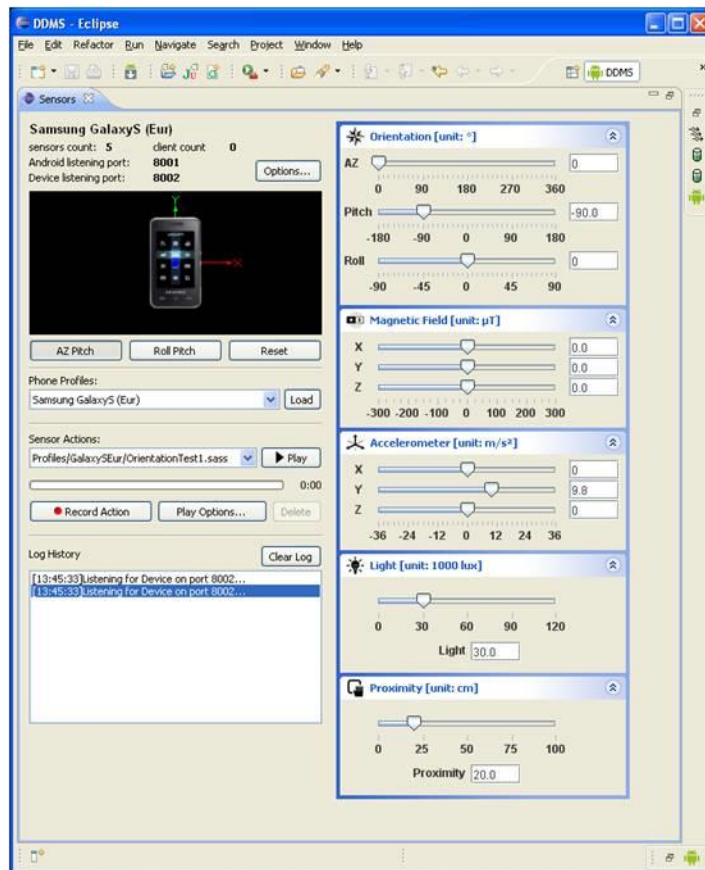 DDMS - Eclipse
File Edit Refactor Run Navigate Search Project Window Help
DDMS
Sensors
Samsung GalaxyS (Eur)
sensors count: 5 client count 0
Android listening port: 8001
Device listening port: 8002
Options...
Y
X
AZ Pitch Roll Pitch Reset
Phone Profiles:
Samsung GalaxyS (Eur) Load
Sensor Actions:
Profiles/GalaxySEur/OrientationTest1.sass Play
0:00
Record Action Play Options... Delete
Log History Clear Log
[13:45:33]Listening for Device on port 8002...
[13:45:33]Listening for Device on port 8002...
Orientation [unit: °]
AZ 0
0 90 180 270 360
Pitch -90.0
-180 -90 0 90 180
Roll 0
-90 -45 0 45 90
Magnetic Field [unit: µT]
X 0.0
Y 0.0
Z 0.0
-300 -200 -100 0 100 200 300
Accelerometer [unit: m/s²]
X 0
Y 9.8
Z 0
-36 -24 -12 0 12 24 36
Light [unit: 1000 lux]
0 30 60 90 120
Light 30.0
Proximity [unit: cm]
0 25 50 75 100
Proximity 20.0